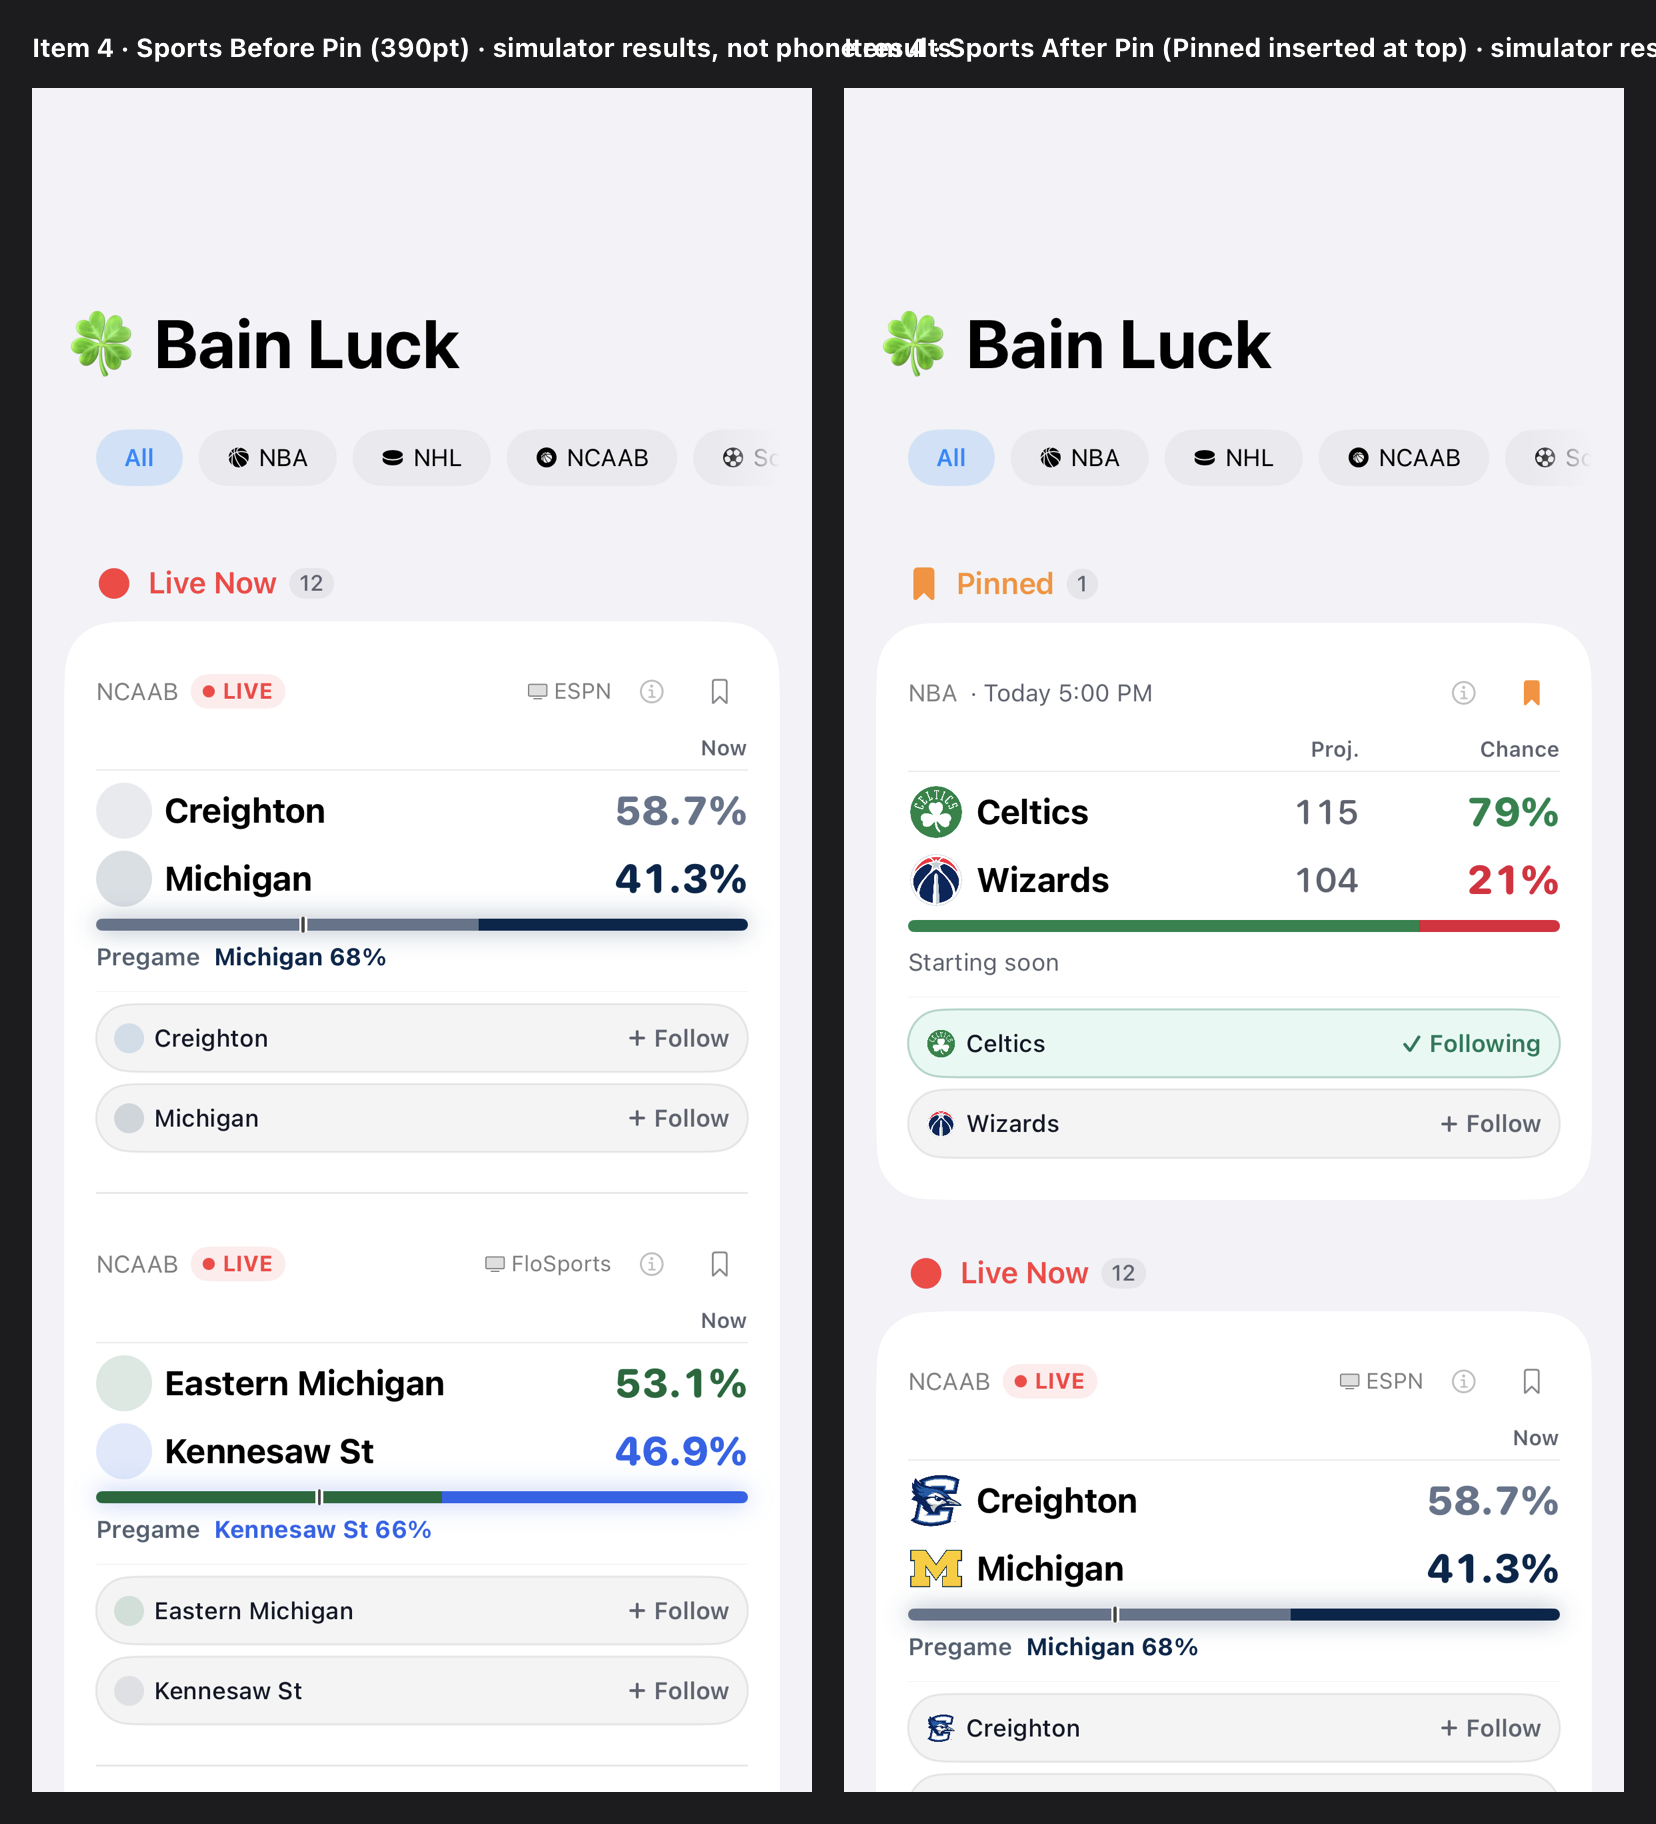 Item 4 · Sports Before Pin (390pt) · simulator results, not phone results
🍀 Bain Luck
All NBA NHL NCAAB Sc
Live Now 12
NCAAB LIVE ESPN
Now
Creighton 58.7%
Michigan 41.3%
Pregame Michigan 68%
Creighton + Follow
Michigan + Follow
NCAAB LIVE FloSports
Now
Eastern Michigan 53.1%
Kennesaw St 46.9%
Pregame Kennesaw St 66%
Eastern Michigan + Follow
Kennesaw St + Follow
Item 4 · Sports After Pin (Pinned inserted at top) · simulator res
🍀 Bain Luck
All NBA NHL NCAAB Sc
Pinned 1
NBA · Today 5:00 PM
Proj. Chance
CELTICS
Celtics 115 79%
Wizards 104 21%
Starting soon
Celtics ✓ Following
Wizards + Follow
Live Now 12
NCAAB LIVE ESPN
Now
Creighton 58.7%
Michigan 41.3%
Pregame Michigan 68%
Creighton + Follow